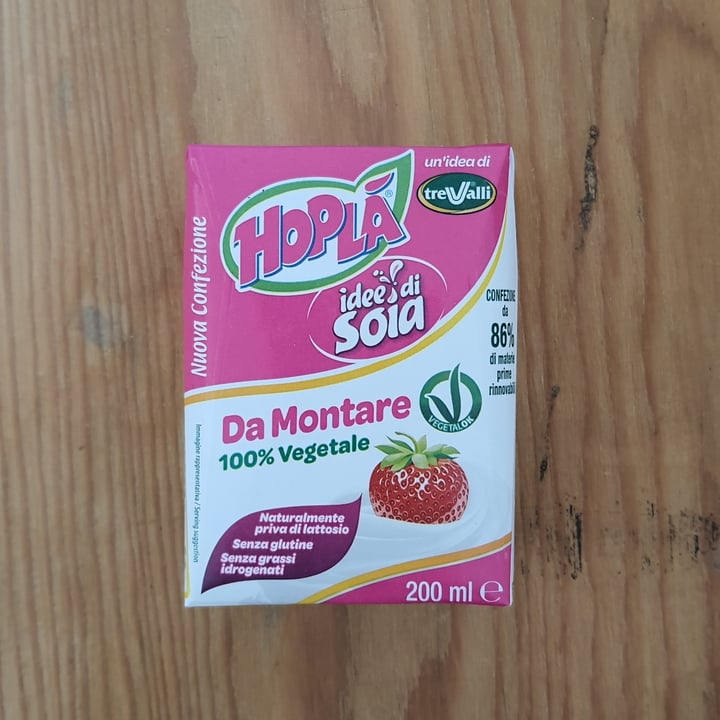 un'idea di
treValli
HOPLÀ®
idee di
soia
Nuova Confezione
CONFEZIONE
da
86%
di materie
prime
rinnovabili
Da Montare
100% Vegetale
VEGETALOK
Naturalmente
priva di lattosio
Senza glutine
Senza grassi
idrogenati
Immagine rappresentativa / Serving suggestion
200 ml ℮